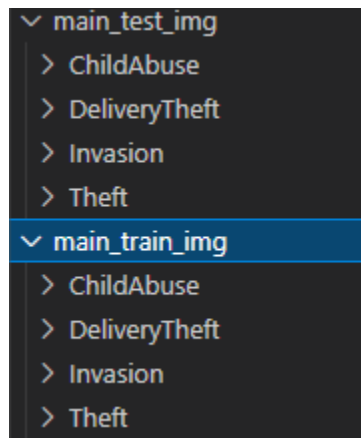 main_test_img
ChildAbuse
DeliveryTheft
Invasion
Theft
main_train_img
ChildAbuse
DeliveryTheft
Invasion
Theft